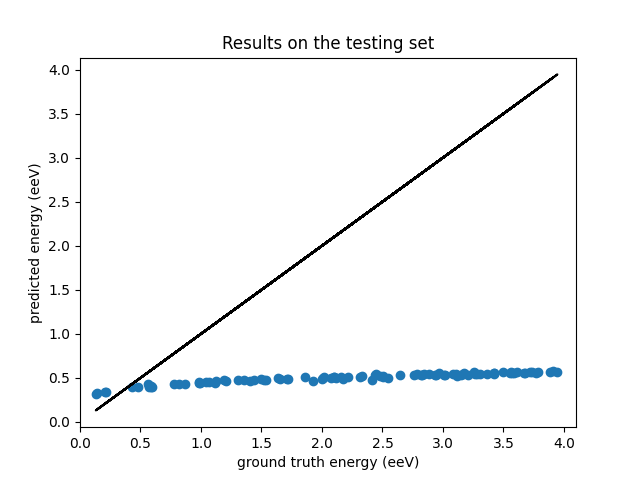 Results on the testing set
predicted energy (eeV)
4.0
3.5
3.0
2.5
2.0
1.5
1.0
0.5
0.0
0.0 0.5 1.0 1.5 2.0 2.5 3.0 3.5 4.0
ground truth energy (eeV)